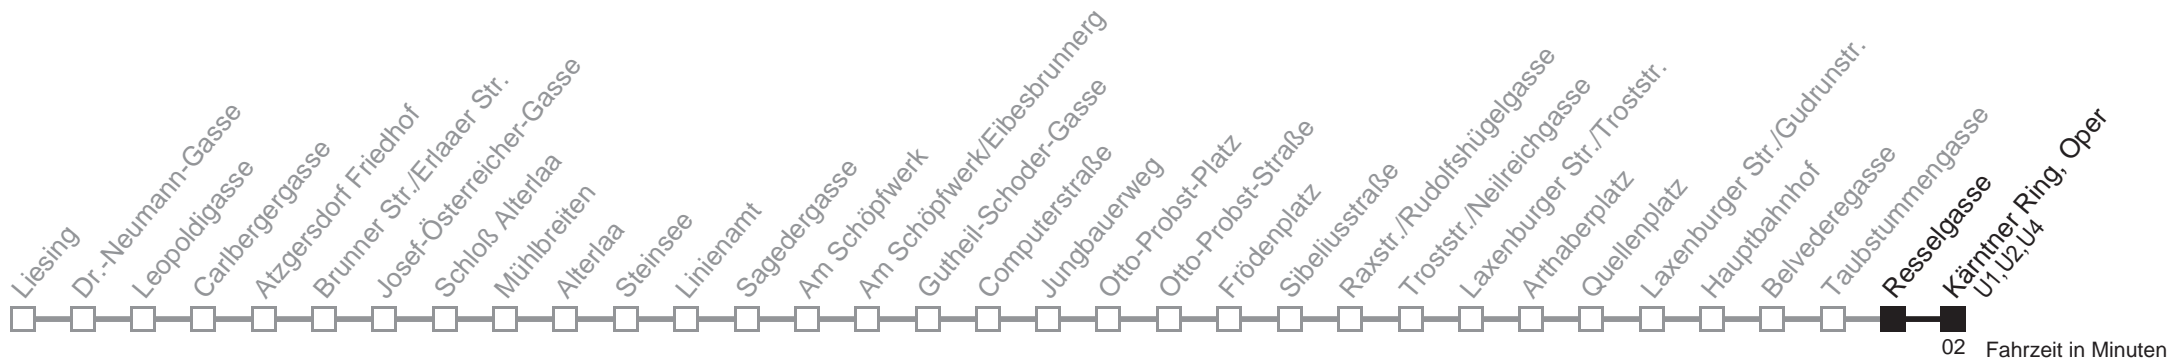 Liesing
Dr.-Neumann-Gasse
Leopoldigasse
Carlbergergasse
Atzgersdorf Friedhof
Brunner Str./Erlaaer Str.
Josef-Österreicher-Gasse
Schloß Alterlaa
Mühlbreiten
Alterlaa
Steinsee
Linienamt
Sagedergasse
Am Schöpfwerk
Am Schöpfwerk/Eibesbrunnerg
Gutheil-Schoder-Gasse
Computerstraße
Jungbauerweg
Otto-Probst-Platz
Otto-Probst-Straße
Frödenplatz
Sibeliusstraße
Raxstr./Rudolfshügelgasse
Troststr./Neilreichgasse
Laxenburger Str./Troststr.
Arthaberplatz
Quellenplatz
Laxenburger Str./Gudrunstr.
Hauptbahnhof
Belvederegasse
Taubstummengasse
Resselgasse
Kärntner Ring, Oper
U1,U2,U4
02 Fahrzeit in Minuten